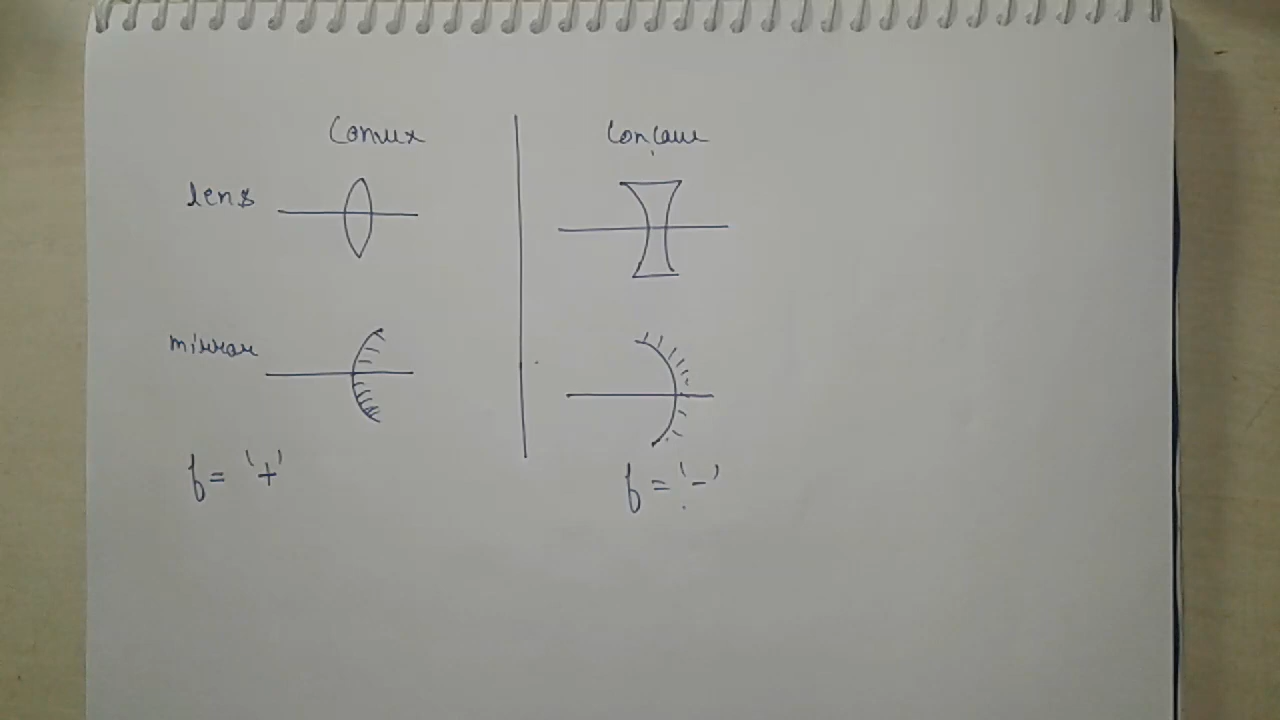 Convex Concave
lens
mirror
f = '+' f = '-'